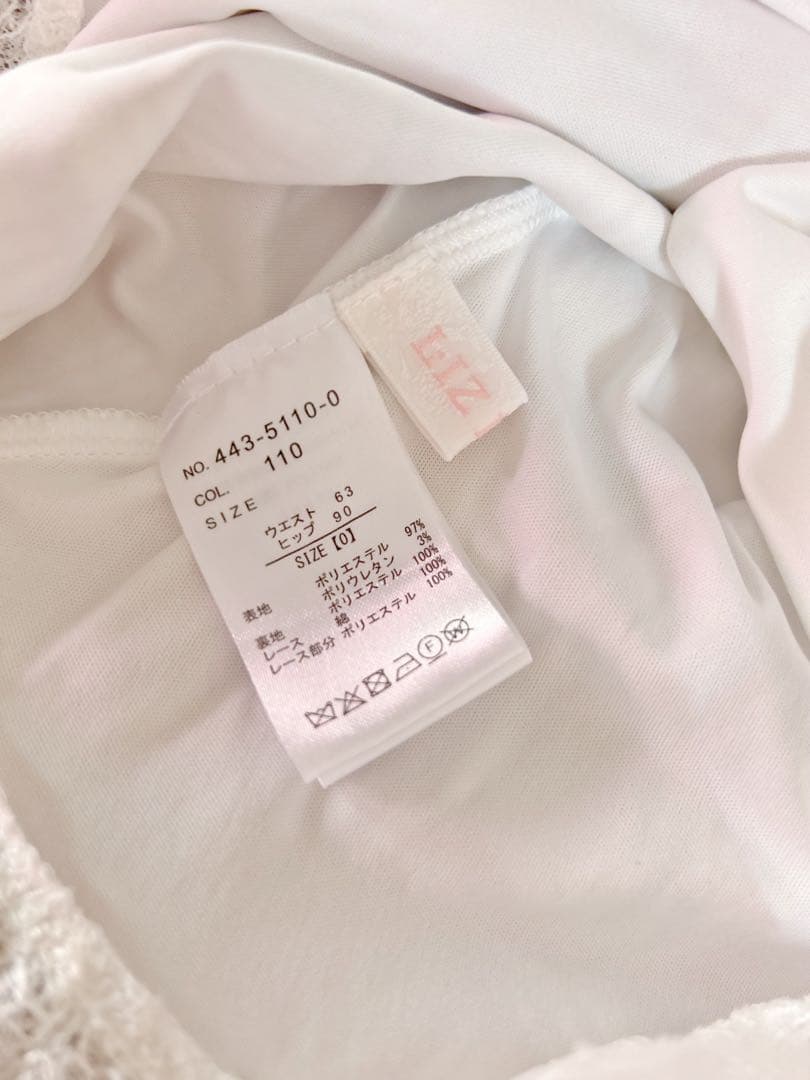 LIZ
NO. 443-5110-0
COL. 110
SIZE
ウエスト 63
ヒップ 90
SIZE【0】
表地 ポリエステル 97%
ポリウレタン 3%
裏地 ポリエステル 100%
レース 綿 100%
レース部分 ポリエステル 100%
F
W